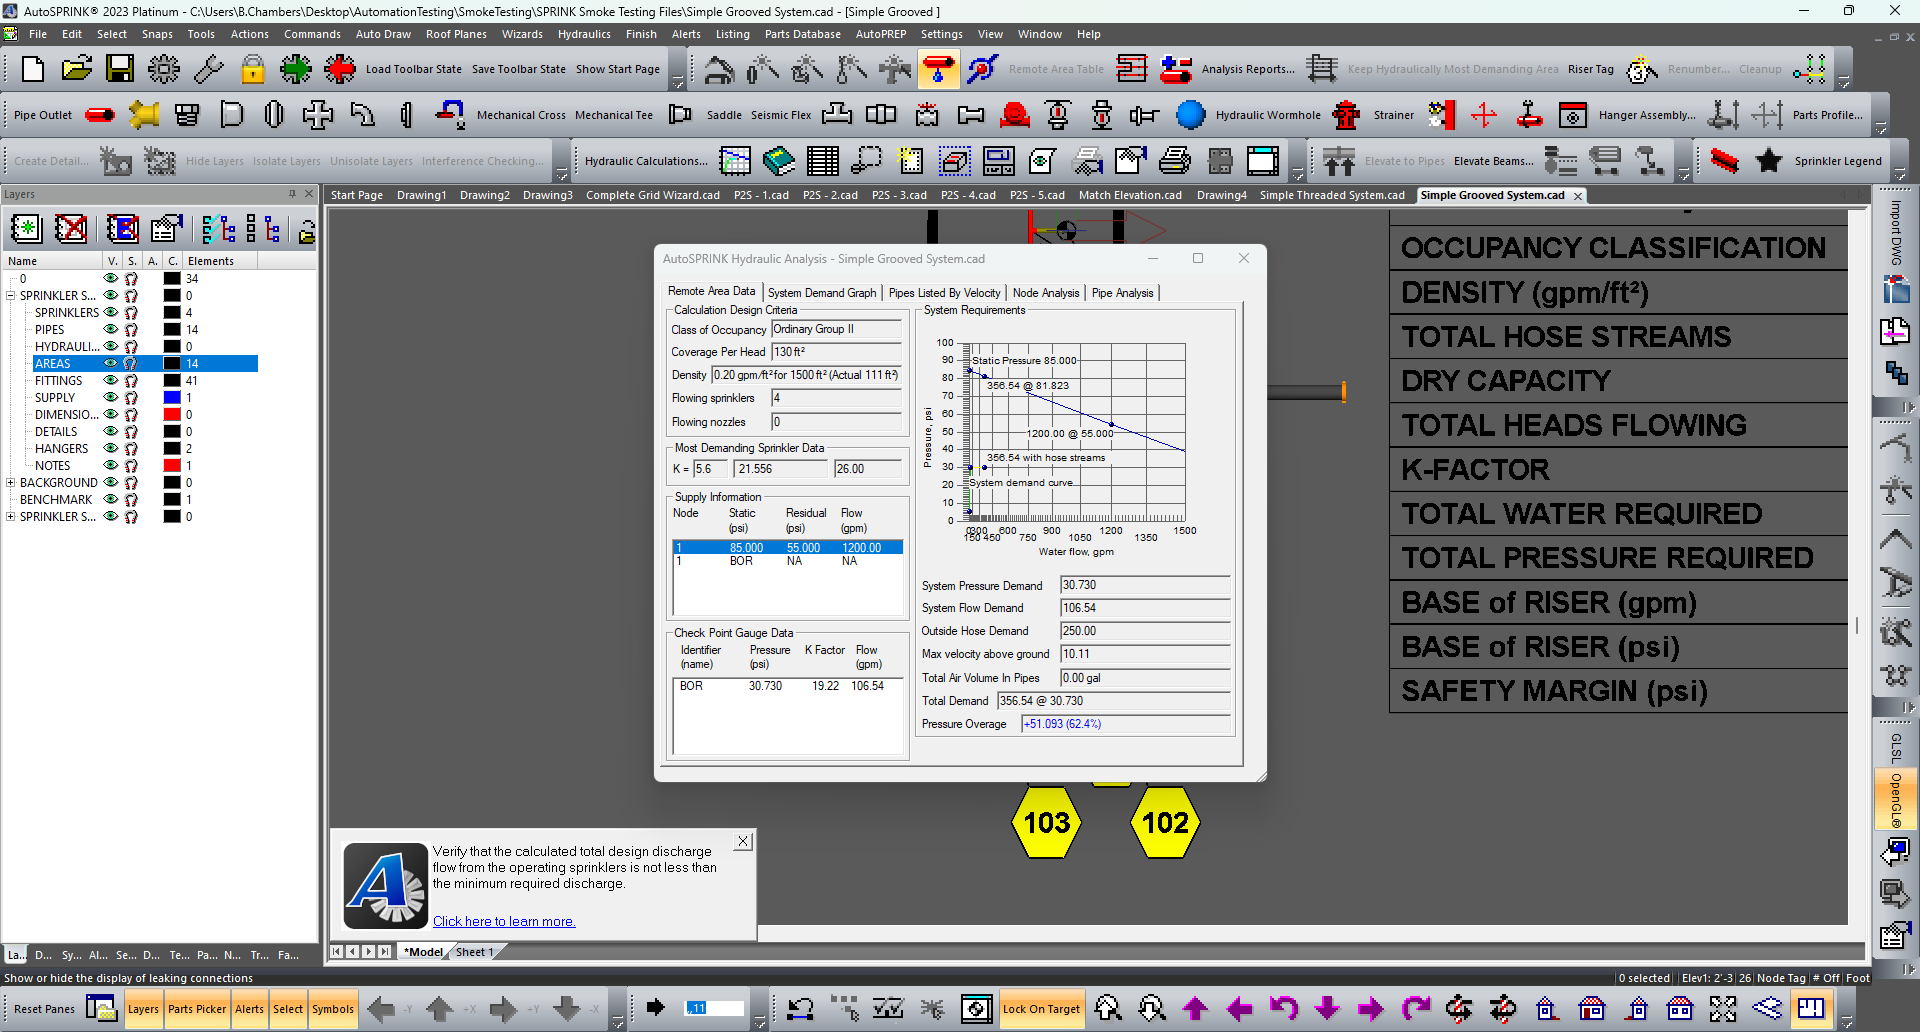 AutoSPRINK® 2023 Platinum - C:\Users\B.Chambers\Desktop\AutomationTesting\SmokeTesting\SPRINK Smoke Testing Files\Simple Grooved System.cad - [Simple Grooved ]
File Edit Select Snaps Tools Actions Commands Auto Draw Roof Planes Wizards Hydraulics Finish Alerts Listing Parts Database AutoPREP Settings View Window Help
Load Toolbar State Save Toolbar State Show Start Page Remote Area Table Analysis Reports... Keep Hydraulically Most Demanding Area Riser Tag Renumber... Cleanup
Pipe Outlet Mechanical Cross Mechanical Tee Saddle Seismic Flex Hydraulic Wormhole Strainer Hanger Assembly... Parts Profile...
Create Detail... Hide Layers Isolate Layers Unisolate Layers Interference Checking... Hydraulic Calculations... Elevate to Pipes Elevate Beams... Sprinkler Legend
Layers
Start Page Drawing1 Drawing2 Drawing3 Complete Grid Wizard.cad P2S - 1.cad P2S - 2.cad P2S - 3.cad P2S - 4.cad P2S - 5.cad Match Elevation.cad Drawing4 Simple Threaded System.cad Simple Grooved System.cad
Name V. S. A. C. Elements
0 34
SPRINKLER S... 0
SPRINKLERS 4
PIPES 14
HYDRAULI... 0
AREAS 14
FITTINGS 41
SUPPLY 1
DIMENSIO... 0
DETAILS 0
HANGERS 2
NOTES 1
BACKGROUND 0
BENCHMARK 1
SPRINKLER S... 0
La... D... Sy... Al... Se... D... Te... Pa... N... Tr... Fa...
AutoSPRINK Hydraulic Analysis - Simple Grooved System.cad
Remote Area Data System Demand Graph Pipes Listed By Velocity Node Analysis Pipe Analysis
Calculation Design Criteria
Class of Occupancy Ordinary Group II
Coverage Per Head 130 ft²
Density 0.20 gpm/ft² for 1500 ft² (Actual 111 ft²)
Flowing sprinklers 4
Flowing nozzles 0
Most Demanding Sprinkler Data
K = 5.6 21.556 26.00
Supply Information
Node Static Residual Flow
(psi) (psi) (gpm)
1 85.000 55.000 1200.00
1 BOR NA NA
Check Point Gauge Data
Identifier Pressure K Factor Flow
(name) (psi) (gpm)
BOR 30.730 19.22 106.54
System Requirements
Pressure, psi
100
90
80
70
60
50
40
30
20
10
0
Static Pressure 85.000
356.54 @ 81.823
1200.00 @ 55.000
356.54 with hose streams
System demand curve
0 300 600 900 1200 1500
150 450 750 1050 1350
Water flow, gpm
System Pressure Demand 30.730
System Flow Demand 106.54
Outside Hose Demand 250.00
Max velocity above ground 10.11
Total Air Volume In Pipes 0.00 gal
Total Demand 356.54 @ 30.730
Pressure Overage +51.093 (62.4%)
OCCUPANCY CLASSIFICATION
DENSITY (gpm/ft²)
TOTAL HOSE STREAMS
DRY CAPACITY
TOTAL HEADS FLOWING
K-FACTOR
TOTAL WATER REQUIRED
TOTAL PRESSURE REQUIRED
BASE of RISER (gpm)
BASE of RISER (psi)
SAFETY MARGIN (psi)
103 102
Import DWG
GLSL
OpenGL®
Verify that the calculated total design discharge
flow from the operating sprinklers is not less than
the minimum required discharge.
Click here to learn more.
*Model Sheet 1
Show or hide the display of leaking connections
0 selected Elev1: 2'-3 26 Node Tag # Off Foot
Reset Panes Layers Parts Picker Alerts Select Symbols -Y +X +Y -X .,11 Lock On Target